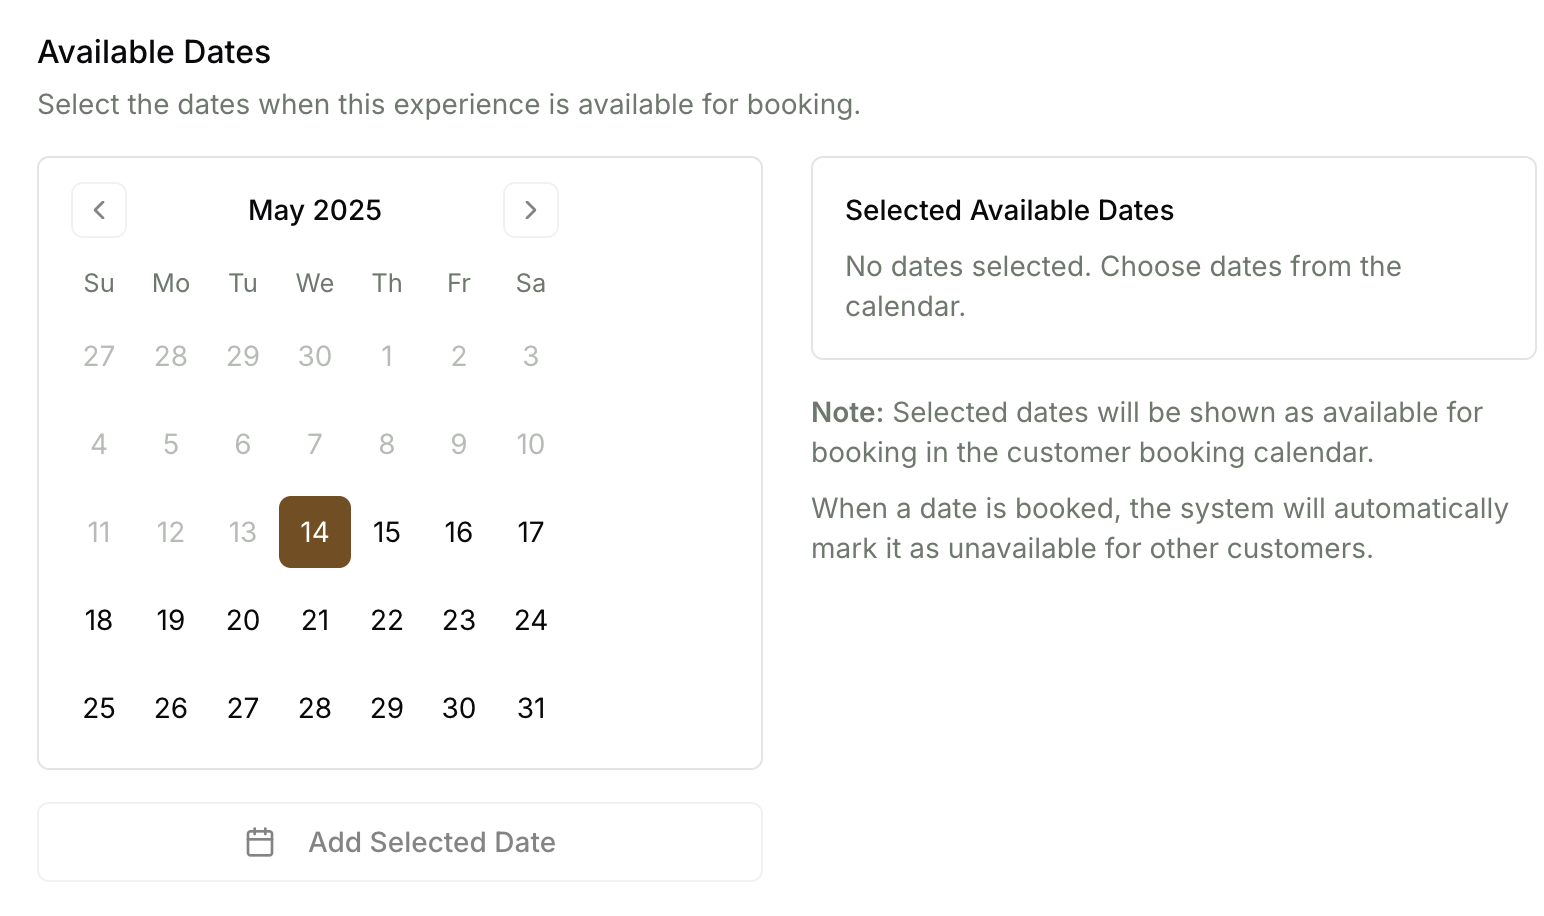 Available Dates
Select the dates when this experience is available for booking.
May 2025
Su Mo Tu We Th Fr Sa
27 28 29 30 1 2 3
4 5 6 7 8 9 10
11 12 13 14 15 16 17
18 19 20 21 22 23 24
25 26 27 28 29 30 31
Add Selected Date
Selected Available Dates
No dates selected. Choose dates from the
calendar.
Note: Selected dates will be shown as available for
booking in the customer booking calendar.
When a date is booked, the system will automatically
mark it as unavailable for other customers.